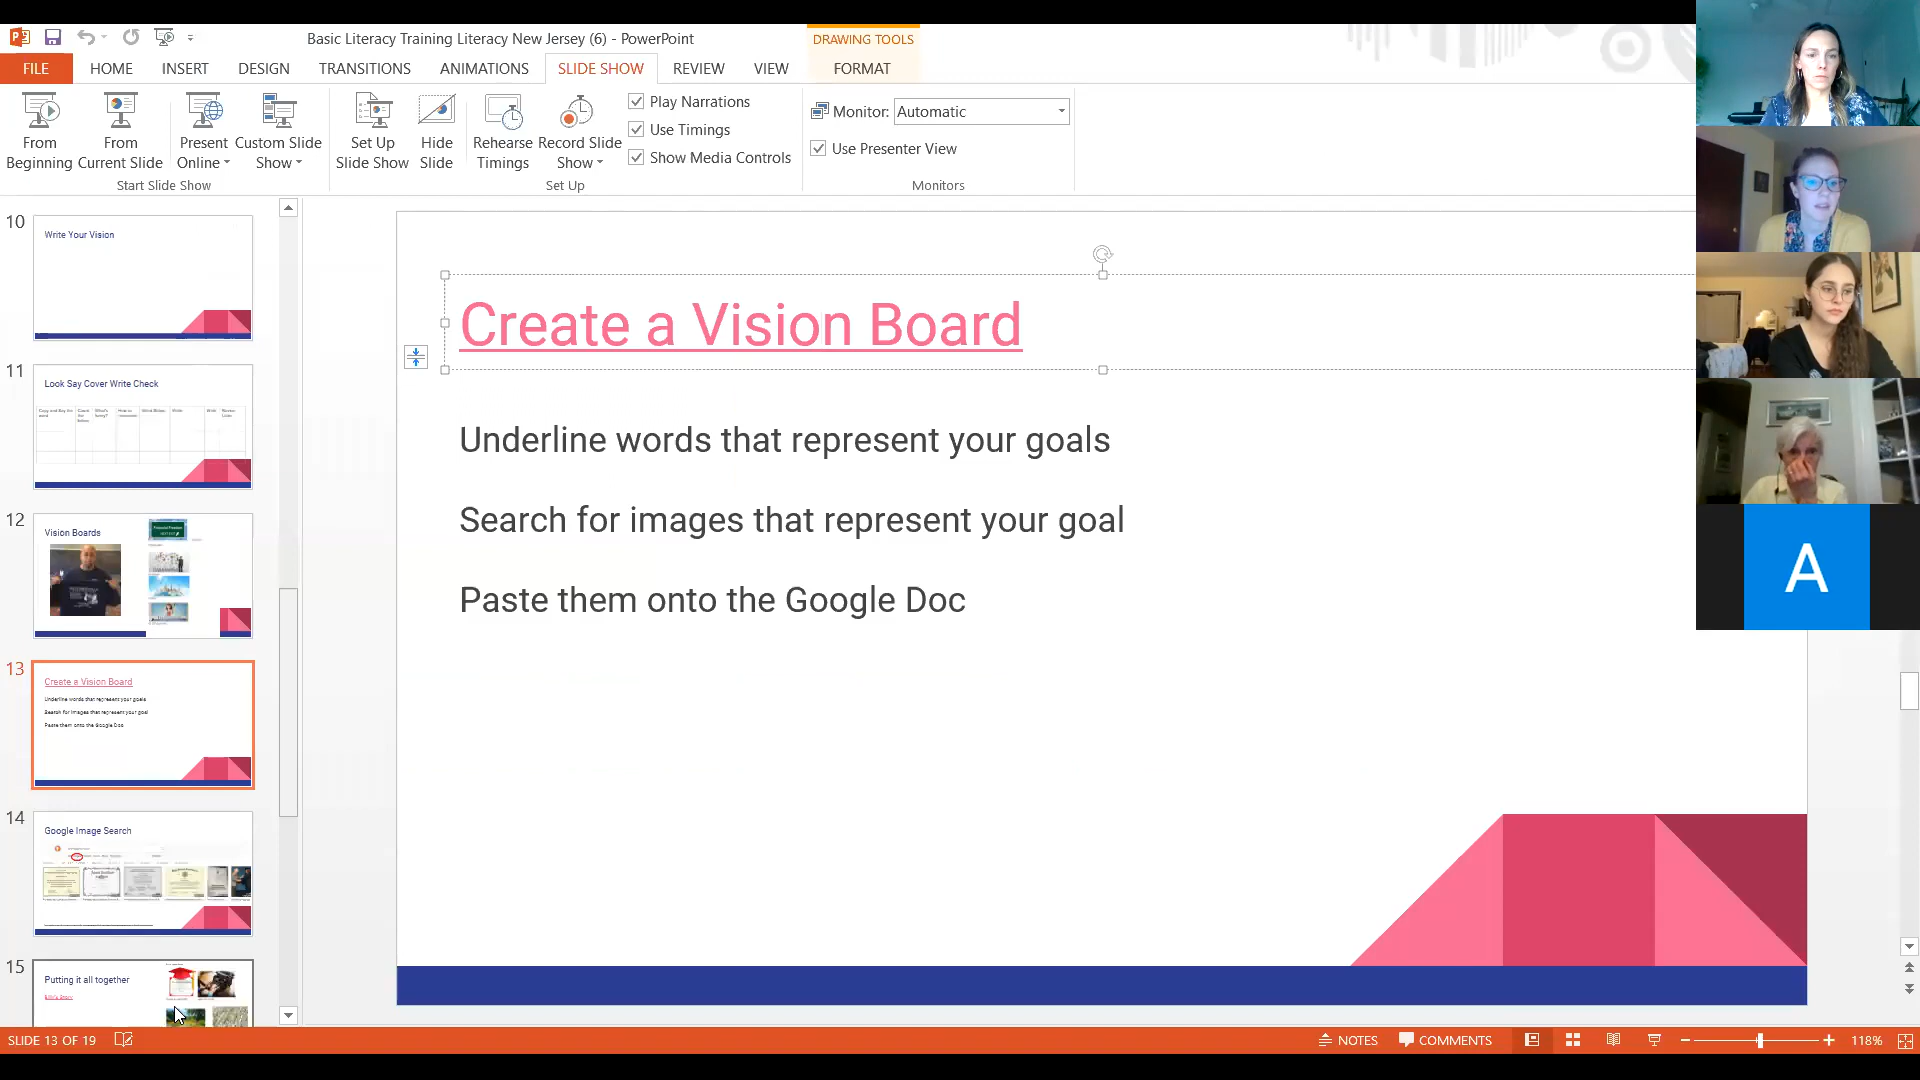 Basic Literacy Training Literacy New Jersey (6) - PowerPoint
DRAWING TOOLS
FILE
HOME
INSERT
DESIGN
TRANSITIONS
ANIMATIONS
SLIDE SHOW
REVIEW
VIEW
FORMAT
From Beginning
From Current Slide
Present Online
Custom Slide Show
Set Up Slide Show
Hide Slide
Rehearse Timings
Record Slide Show
Play Narrations
Use Timings
Show Media Controls
Monitor: Automatic
Use Presenter View
Start Slide Show
Set Up
Monitors
10
Write Your Vision
11
Look Say Cover Write Check
12
Vision Boards
13
Create a Vision Board
Underline words that represent your goals
Search for images that represent your goal
Paste them onto the Google Doc
14
Google Image Search
15
Putting it all together
Create a Vision Board
Underline words that represent your goals
Search for images that represent your goal
Paste them onto the Google Doc
A
SLIDE 13 OF 19
NOTES
COMMENTS
118%